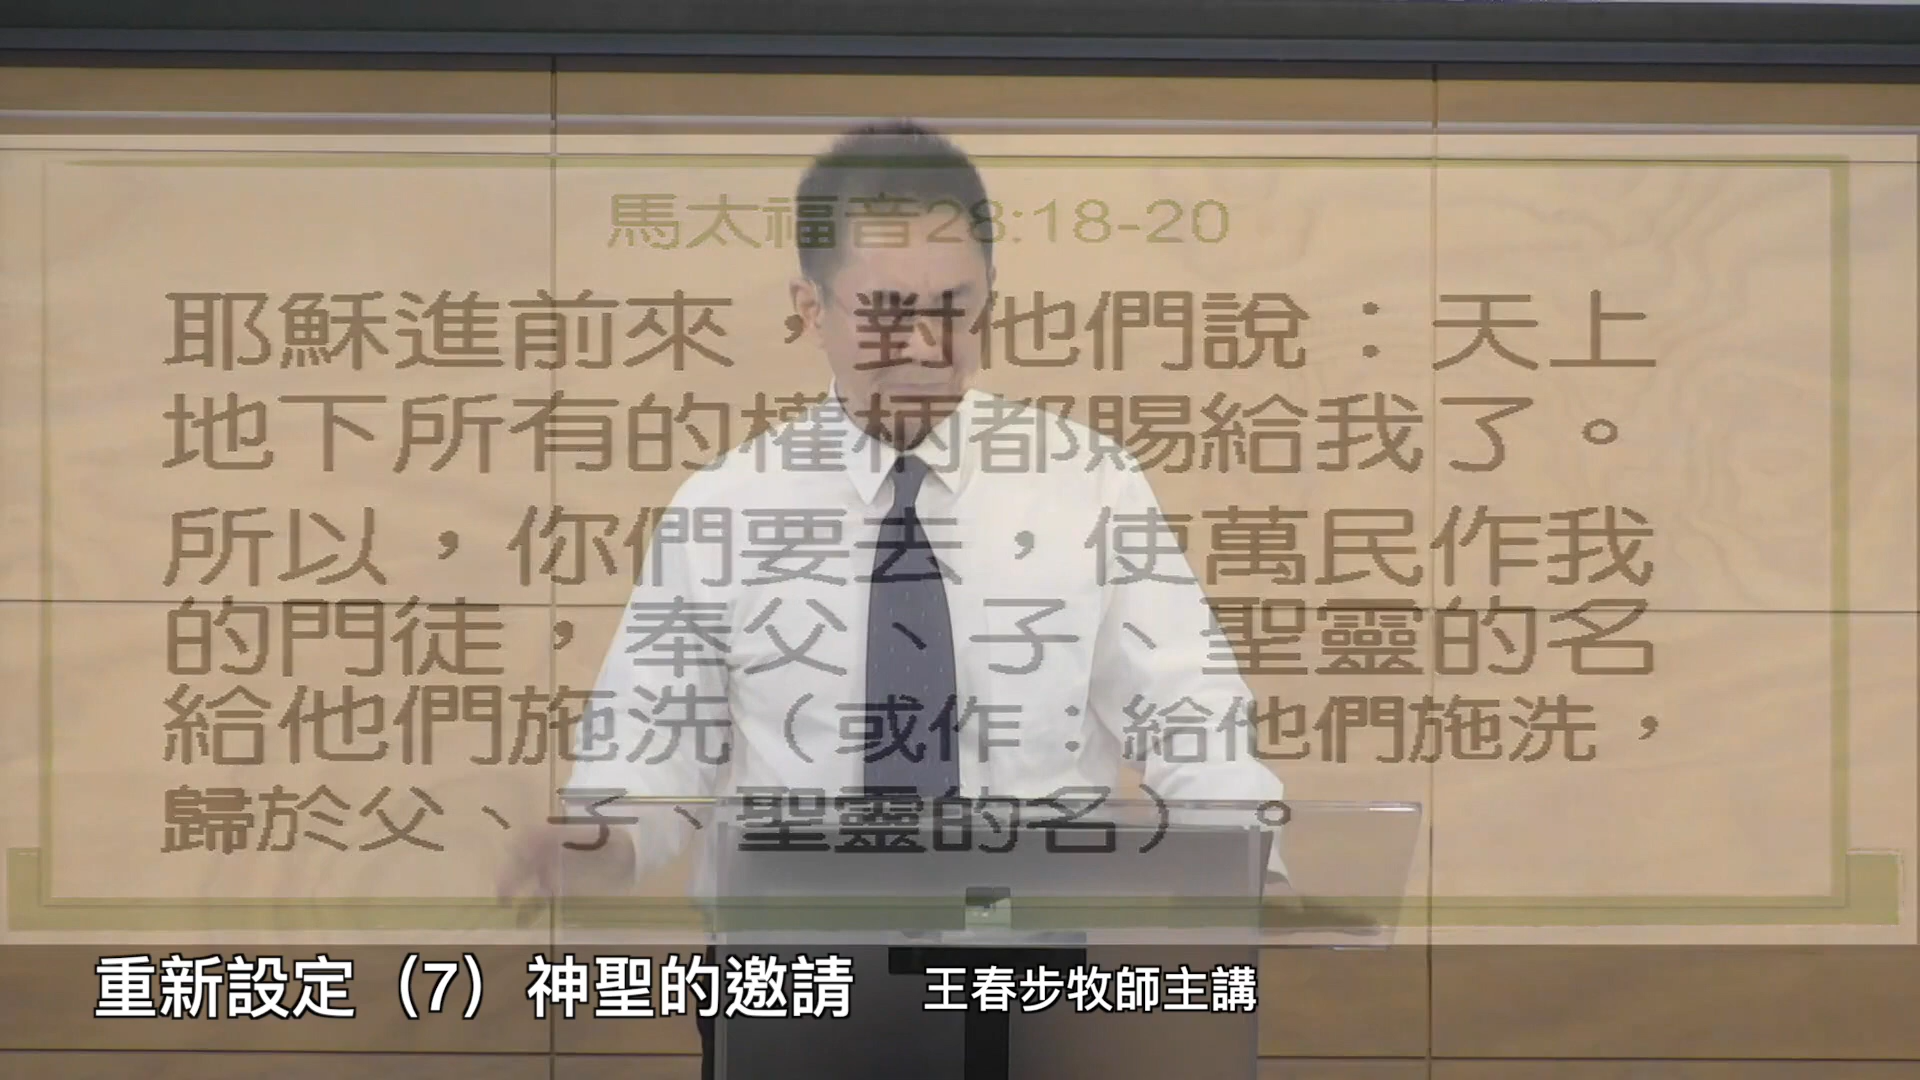 馬太福音28:18-20
耶穌進前來，對他們說：天上
地下所有的權柄都賜給我了。
所以，你們要去，使萬民作我
的門徒，奉父、子、聖靈的名
給他們施洗（或作：給他們施洗，
歸於父、子、聖靈的名）。
重新設定（7）神聖的邀請 王春步牧師主講